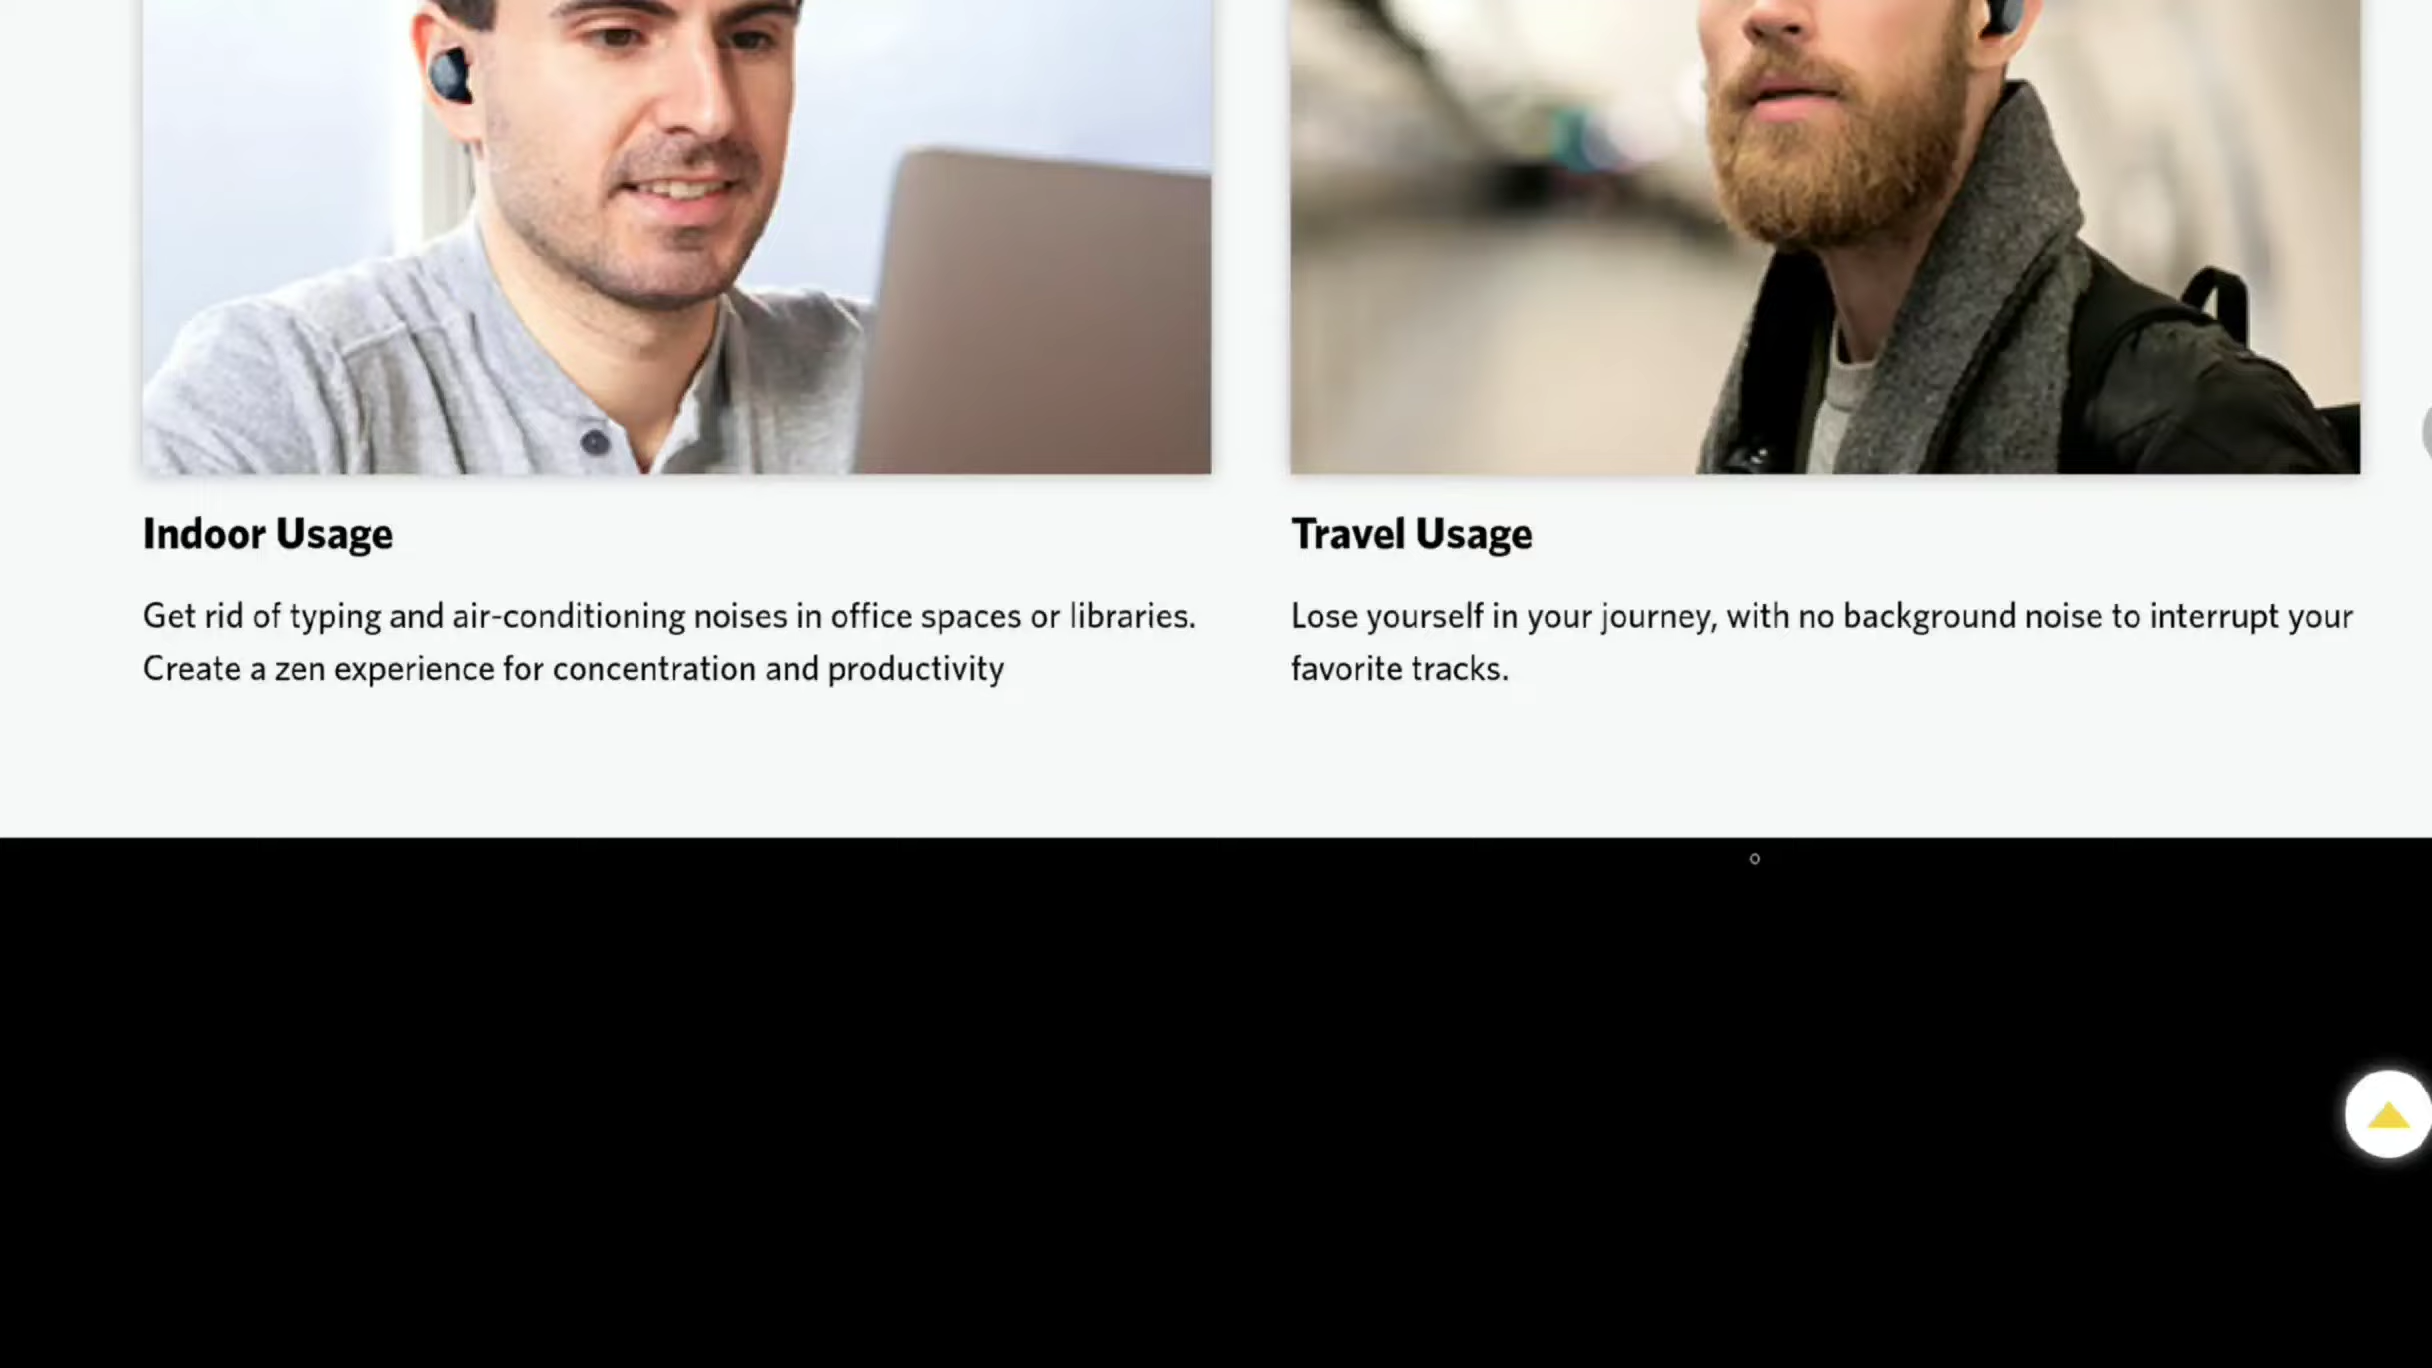 Indoor Usage
Get rid of typing and air-conditioning noises in office spaces or libraries.
Create a zen experience for concentration and productivity
Travel Usage
Lose yourself in your journey, with no background noise to interrupt your
favorite tracks.